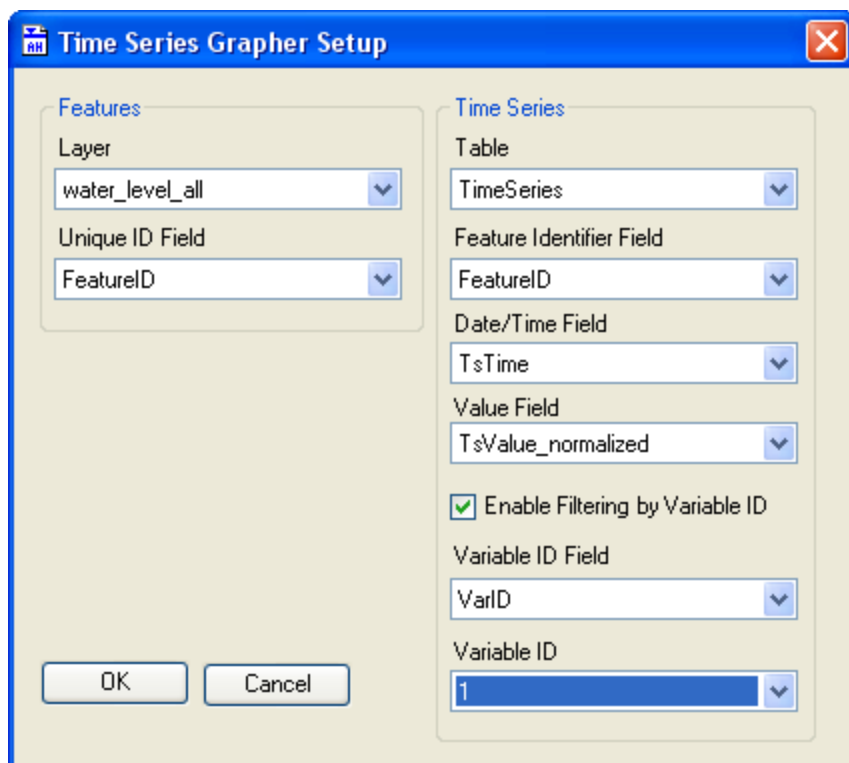 AH
Time Series Grapher Setup
Features
Layer
water_level_all
Unique ID Field
FeatureID
OK
Cancel
Time Series
Table
TimeSeries
Feature Identifier Field
FeatureID
Date/Time Field
TsTime
Value Field
TsValue_normalized
Enable Filtering by Variable ID
Variable ID Field
VarID
Variable ID
1